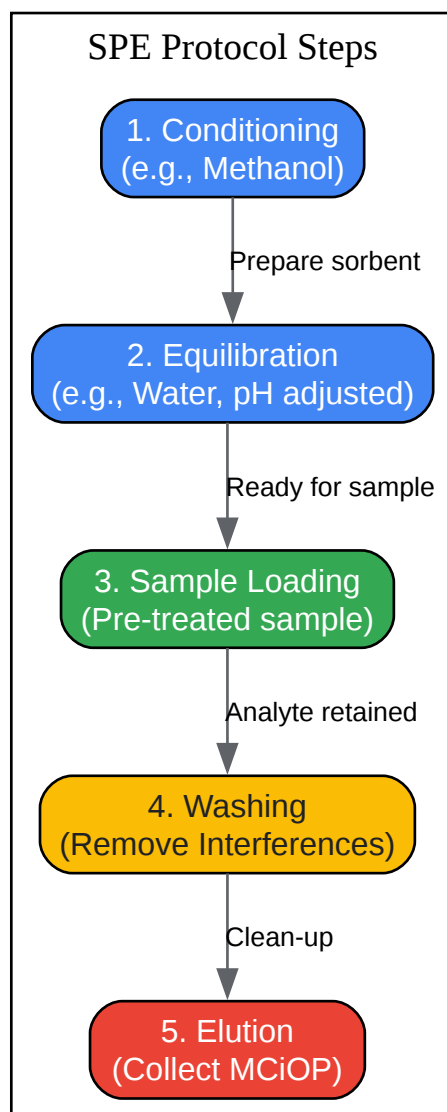 SPE Protocol Steps
1. Conditioning
(e.g., Methanol)
Prepare sorbent
2. Equilibration
(e.g., Water, pH adjusted)
Ready for sample
3. Sample Loading
(Pre-treated sample)
Analyte retained
4. Washing
(Remove Interferences)
Clean-up
5. Elution
(Collect MCiOP)